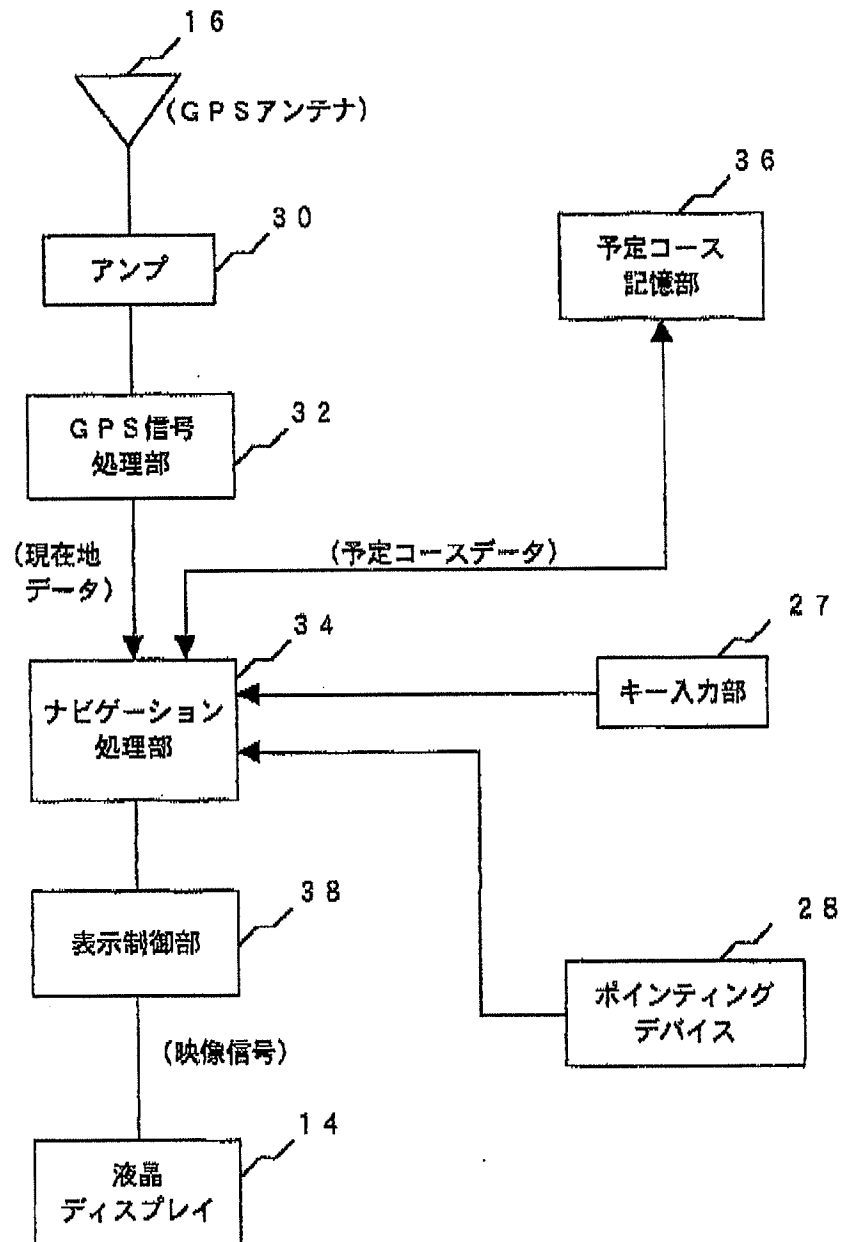 １６
(ＧＰＳアンテナ)
３６
３０
予定コース
記憶部
アンプ
３２
ＧＰＳ信号
処理部
(現在地
データ)
(予定コースデータ)
３４
２７
ナビゲーション
処理部
キー入力部
３８
２８
表示制御部
ポインティング
デバイス
(映像信号)
１４
液晶
ディスプレイ